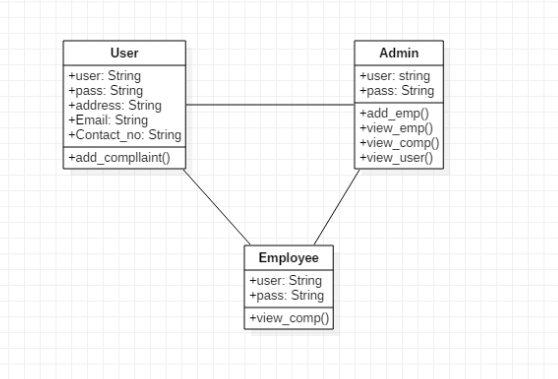 User
+user: String
+pass: String
+address: String
+Email: String
+Contact_no: String
+add_compllaint()
Admin
+user: string
+pass: String
+add_emp()
+view_emp()
+view_comp()
+view_user()
Employee
+user: String
+pass: String
+view_comp()